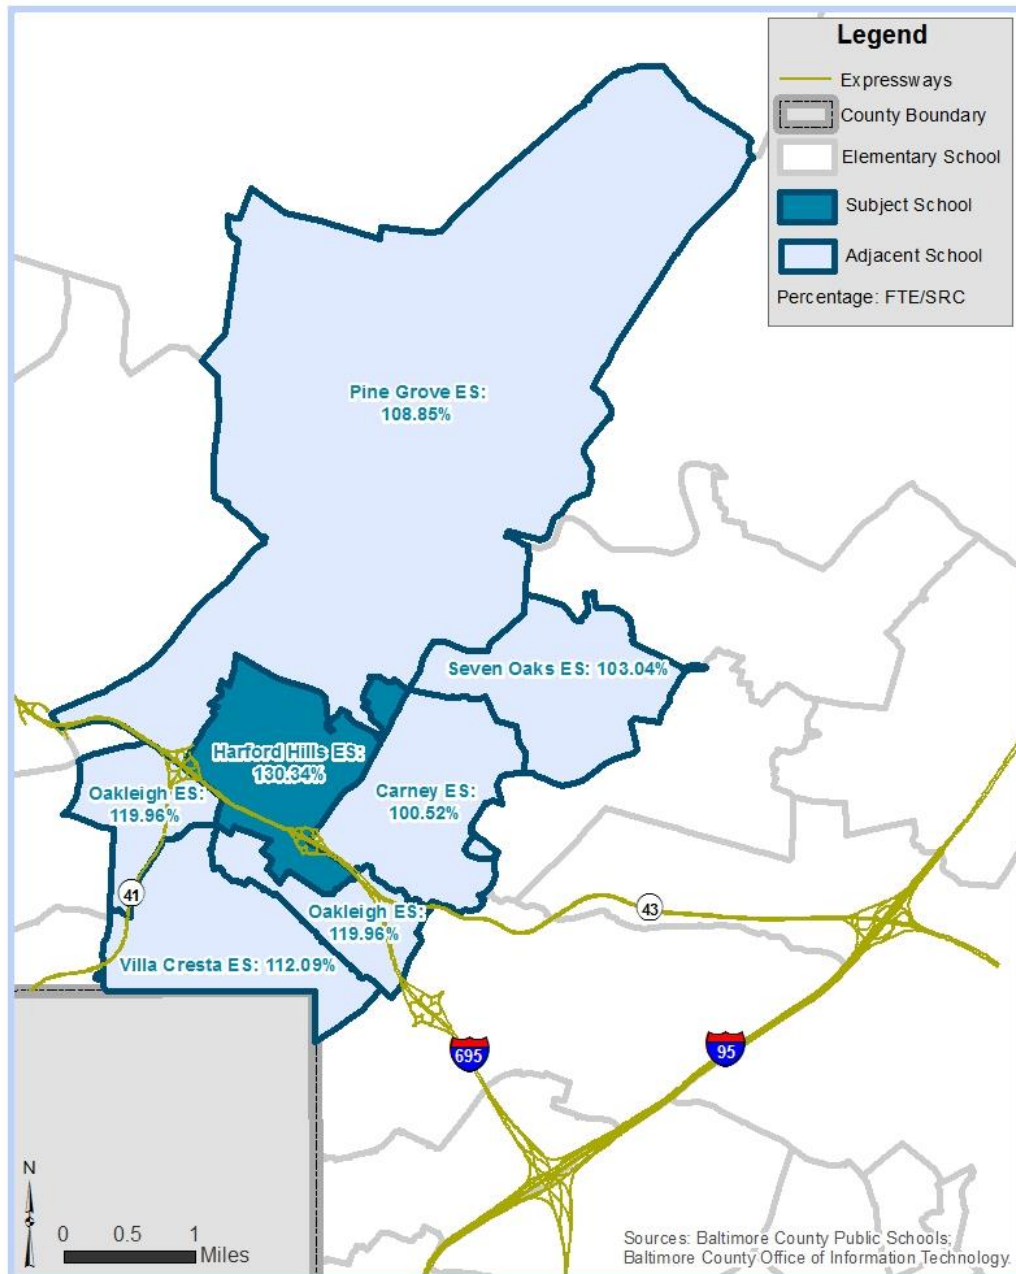 Legend
Expressways
County Boundary
Elementary School
Subject School
Adjacent School
Percentage: FTE/SRC
Pine Grove ES:
108.85%
Seven Oaks ES: 103.04%
Harford Hills ES:
130.34%
Oakleigh ES:
119.96%
Carney ES:
100.52%
41
43
Oakleigh ES:
119.96%
Villa Cresta ES: 112.09%
695
95
N
0 0.5 1
Miles
Sources: Baltimore County Public Schools;
Baltimore County Office of Information Technology.